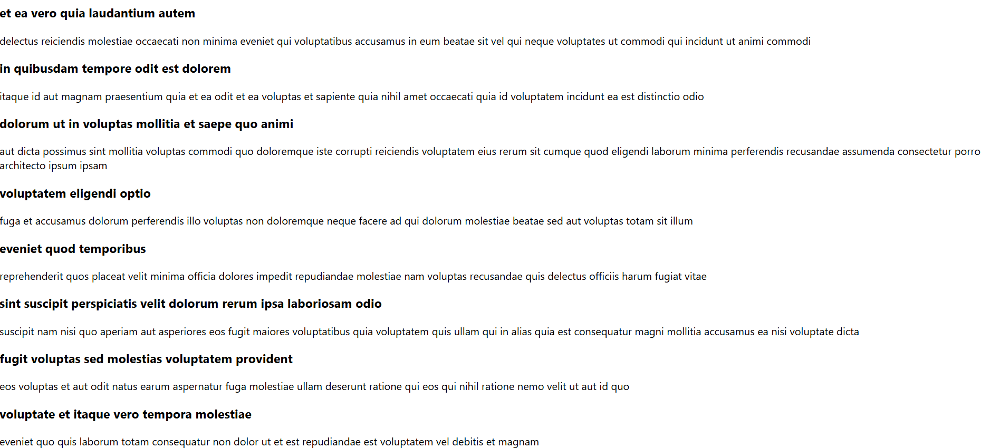 et ea vero quia laudantium autem
delectus reiciendis molestiae occaecati non minima eveniet qui voluptatibus accusamus in eum beatae sit vel qui neque voluptates ut commodi qui incidunt ut animi commodi
in quibusdam tempore odit est dolorem
itaque id aut magnam praesentium quia et ea odit et ea voluptas et sapiente quia nihil amet occaecati quia id voluptatem incidunt ea est distinctio odio
dolorum ut in voluptas mollitia et saepe quo animi
aut dicta possimus sint mollitia voluptas commodi quo doloremque iste corrupti reiciendis voluptatem eius rerum sit cumque quod eligendi laborum minima perferendis recusandae assumenda consectetur porro
architecto ipsum ipsam
voluptatem eligendi optio
fuga et accusamus dolorum perferendis illo voluptas non doloremque neque facere ad qui dolorum molestiae beatae sed aut voluptas totam sit illum
eveniet quod temporibus
reprehenderit quos placeat velit minima officia dolores impedit repudiandae molestiae nam voluptas recusandae quis delectus officiis harum fugiat vitae
sint suscipit perspiciatis velit dolorum rerum ipsa laboriosam odio
suscipit nam nisi quo aperiam aut asperiores eos fugit maiores voluptatibus quia voluptatem quis ullam qui in alias quia est consequatur magni mollitia accusamus ea nisi voluptate dicta
fugit voluptas sed molestias voluptatem provident
eos voluptas et aut odit natus earum aspernatur fuga molestiae ullam deserunt ratione qui eos qui nihil ratione nemo velit ut aut id quo
voluptate et itaque vero tempora molestiae
eveniet quo quis laborum totam consequatur non dolor ut et est repudiandae est voluptatem vel debitis et magnam